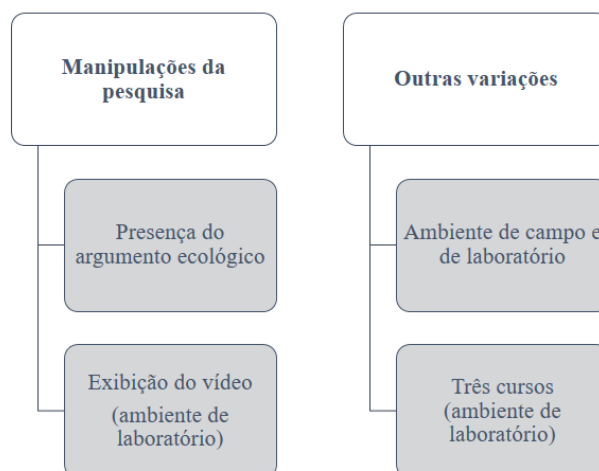 Manipulações da
pesquisa
Presença do
argumento ecológico
Exibição do vídeo
(ambiente de
laboratório)
Outras variações
Ambiente de campo e
de laboratório
Três cursos
(ambiente de
laboratório)